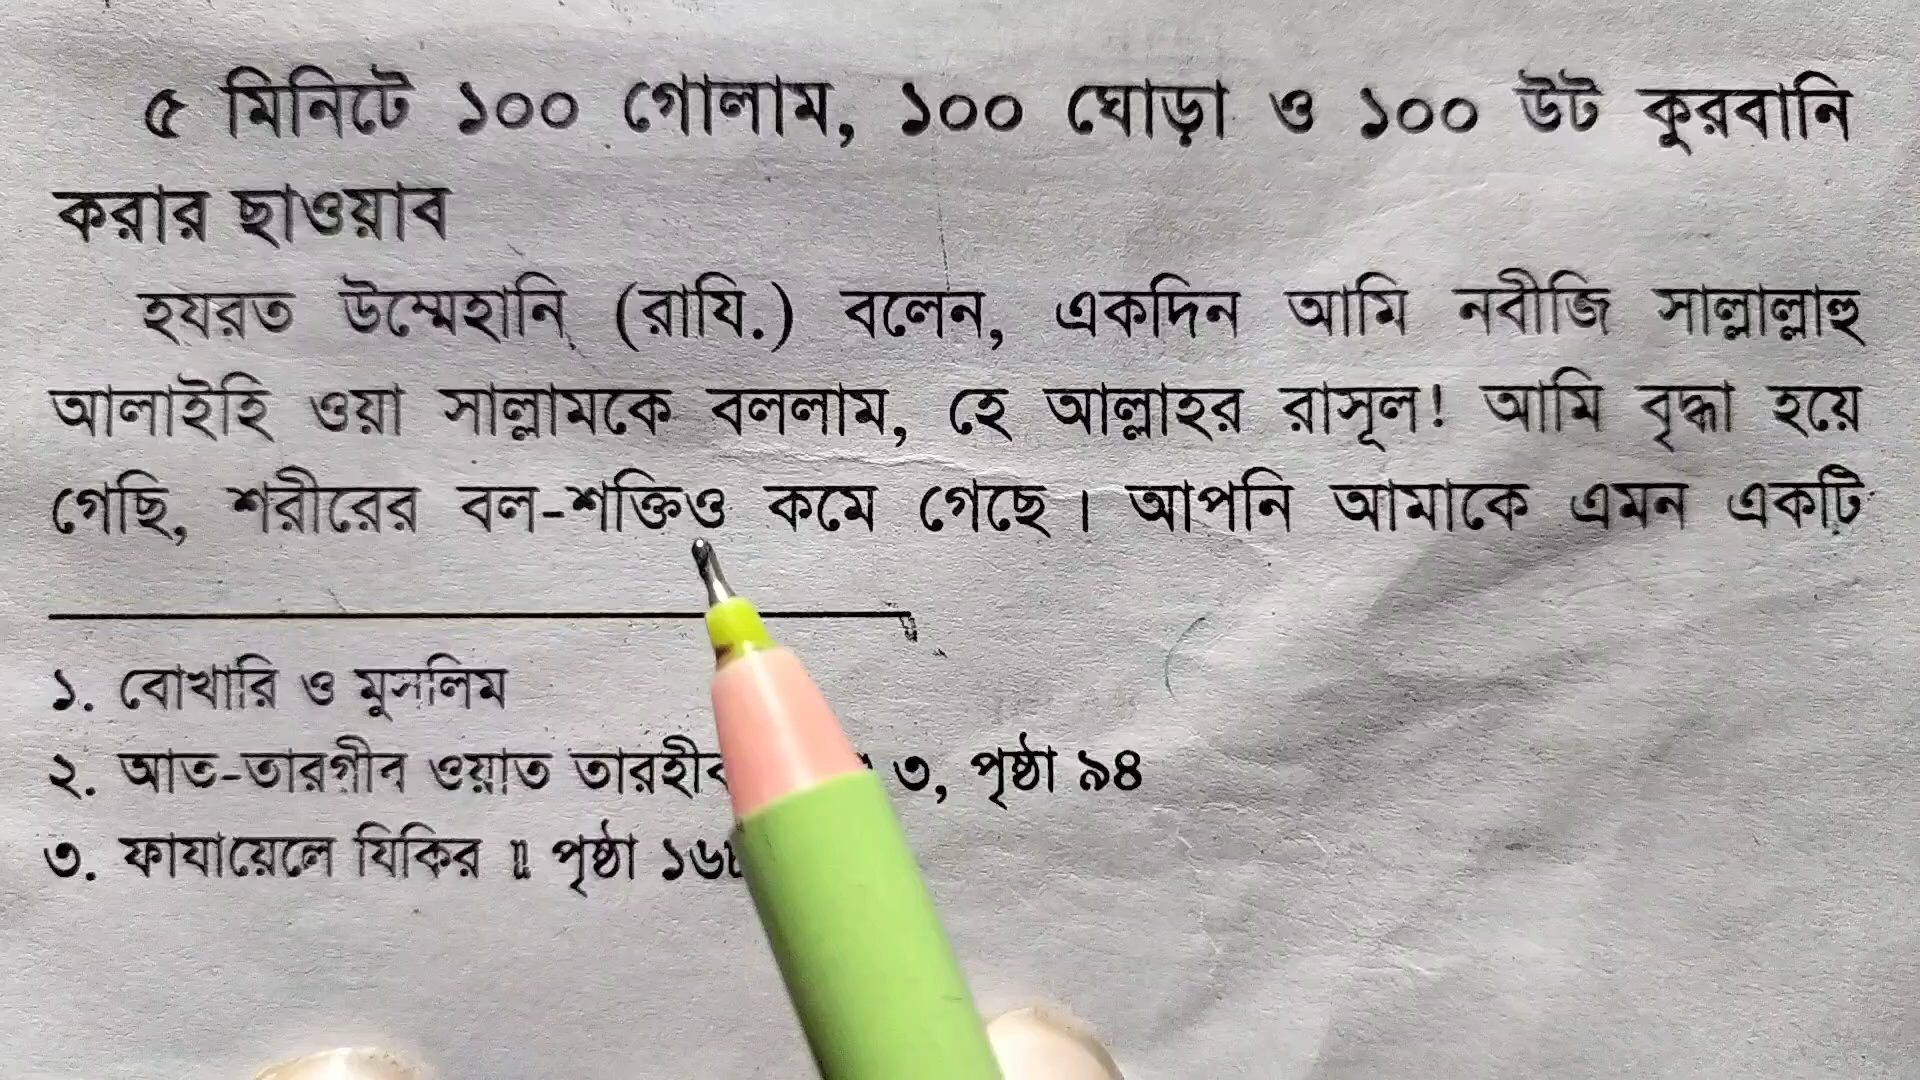 ৫ মিনিটে ১০০ গোলাম, ১০০ ঘোড়া ও ১০০ উট কুরবানি
করার ছাওয়াব
হযরত উম্মেহানি (রাযি.) বলেন, একদিন আমি নবীজি সাল্লাল্লাহু
আলাইহি ওয়া সাল্লামকে বললাম, হে আল্লাহর রাসূল! আমি বৃদ্ধা হয়ে
গেছি, শরীরের বল-শক্তিও কমে গেছে। আপনি আমাকে এমন একটি
১. বোখারি ও মুসলিম
২. আত-তারগীব ওয়াত তারহীব ৩, পৃষ্ঠা ৯৪
৩. ফাযায়েলে যিকির ॥ পৃষ্ঠা